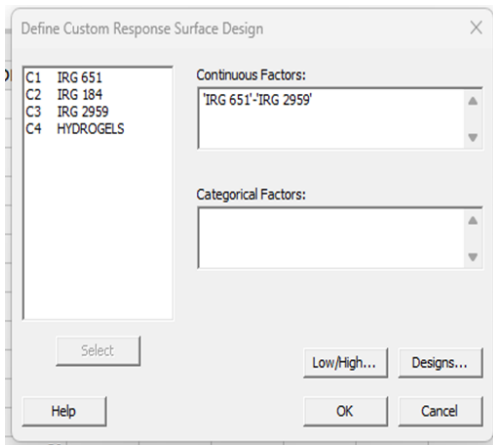 Define Custom Response Surface Design
C1 IRG 651
C2 IRG 184
C3 IRG 2959
C4 HYDROGELS
Continuous Factors:
'IRG 651'-'IRG 2959'
Categorical Factors:
Select
Low/High...
Designs...
Help
OK
Cancel